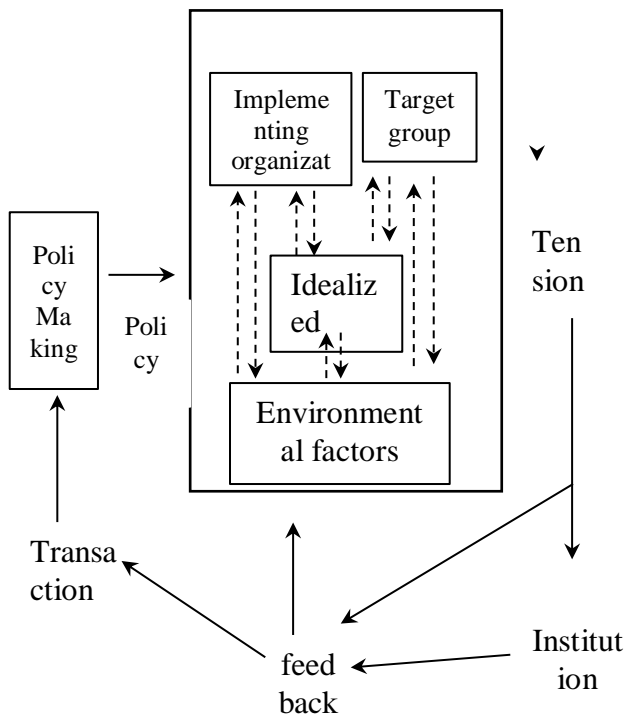 Impleme
nting
organizat
Target
group
Poli
cy
Ma
king
Poli
cy
Idealiz
ed
Environment
al factors
Ten
sion
Transa
ction
feed
back
Institut
ion